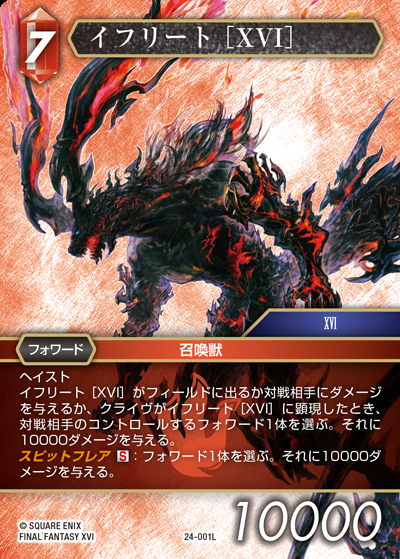 7
イフリート [XVI]
XVI
フォワード
召喚獣
ヘイスト
イフリート [XVI] がフィールドに出るか対戦相手にダメージ
を与えるか、クライヴがイフリート [XVI] に顕現したとき、
対戦相手のコントロールするフォワード1体を選ぶ。それに
10000ダメージを与える。
スピットフレア S:フォワード1体を選ぶ。それに10000ダ
メージを与える。
© SQUARE ENIX
FINAL FANTASY XVI
24-001L
10000